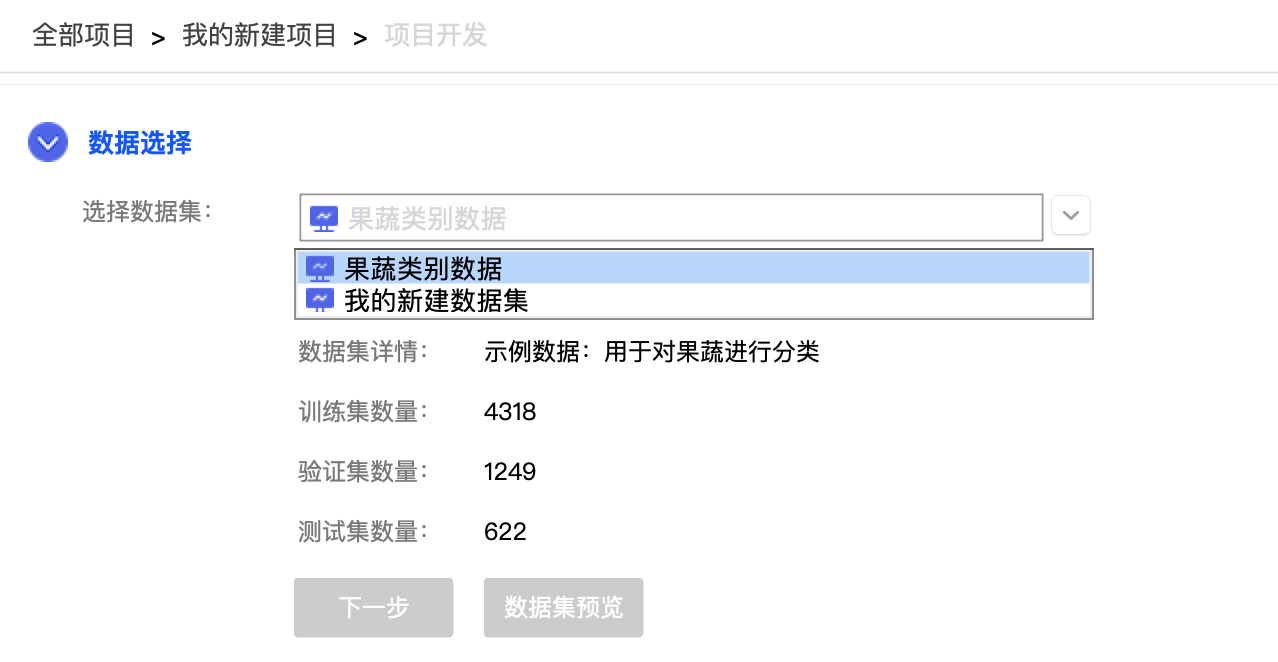 全部项目 > 我的新建项目 > 项目开发
数据选择
选择数据集： 果蔬类别数据
果蔬类别数据
我的新建数据集
数据集详情： 示例数据：用于对果蔬进行分类
训练集数量： 4318
验证集数量： 1249
测试集数量： 622
下一步 数据集预览